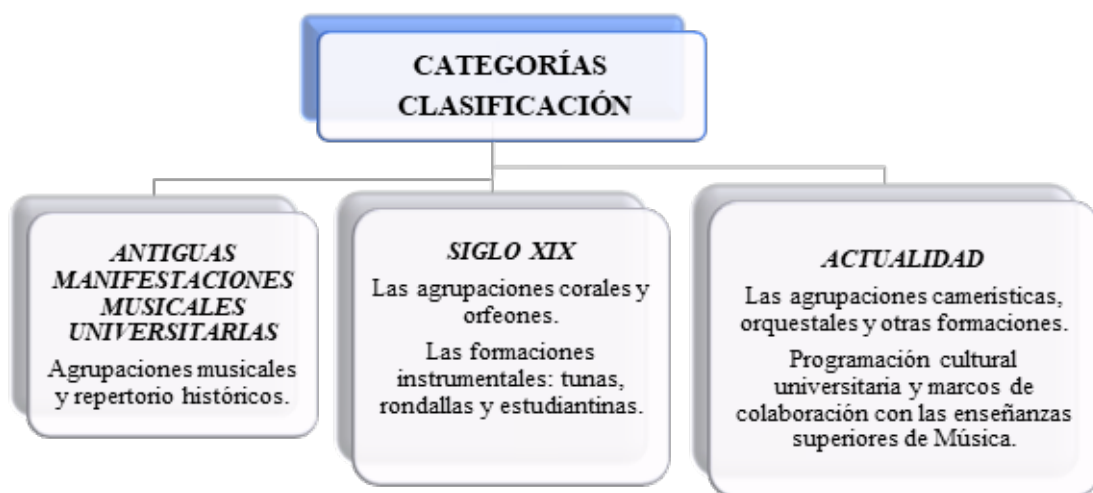 CATEGORÍAS
CLASIFICACIÓN
ANTIGUAS
MANIFESTACIONES
MUSICALES
UNIVERSITARIAS
Agrupaciones musicales
y repertorio históricos.
SIGLO XIX
Las agrupaciones corales y
orfeones.
Las formaciones
instrumentales: tunas,
rondallas y estudiantinas.
ACTUALIDAD
Las agrupaciones camerísticas,
orquestales y otras formaciones.
Programación cultural
universitaria y marcos de
colaboración con las enseñanzas
superiores de Música.